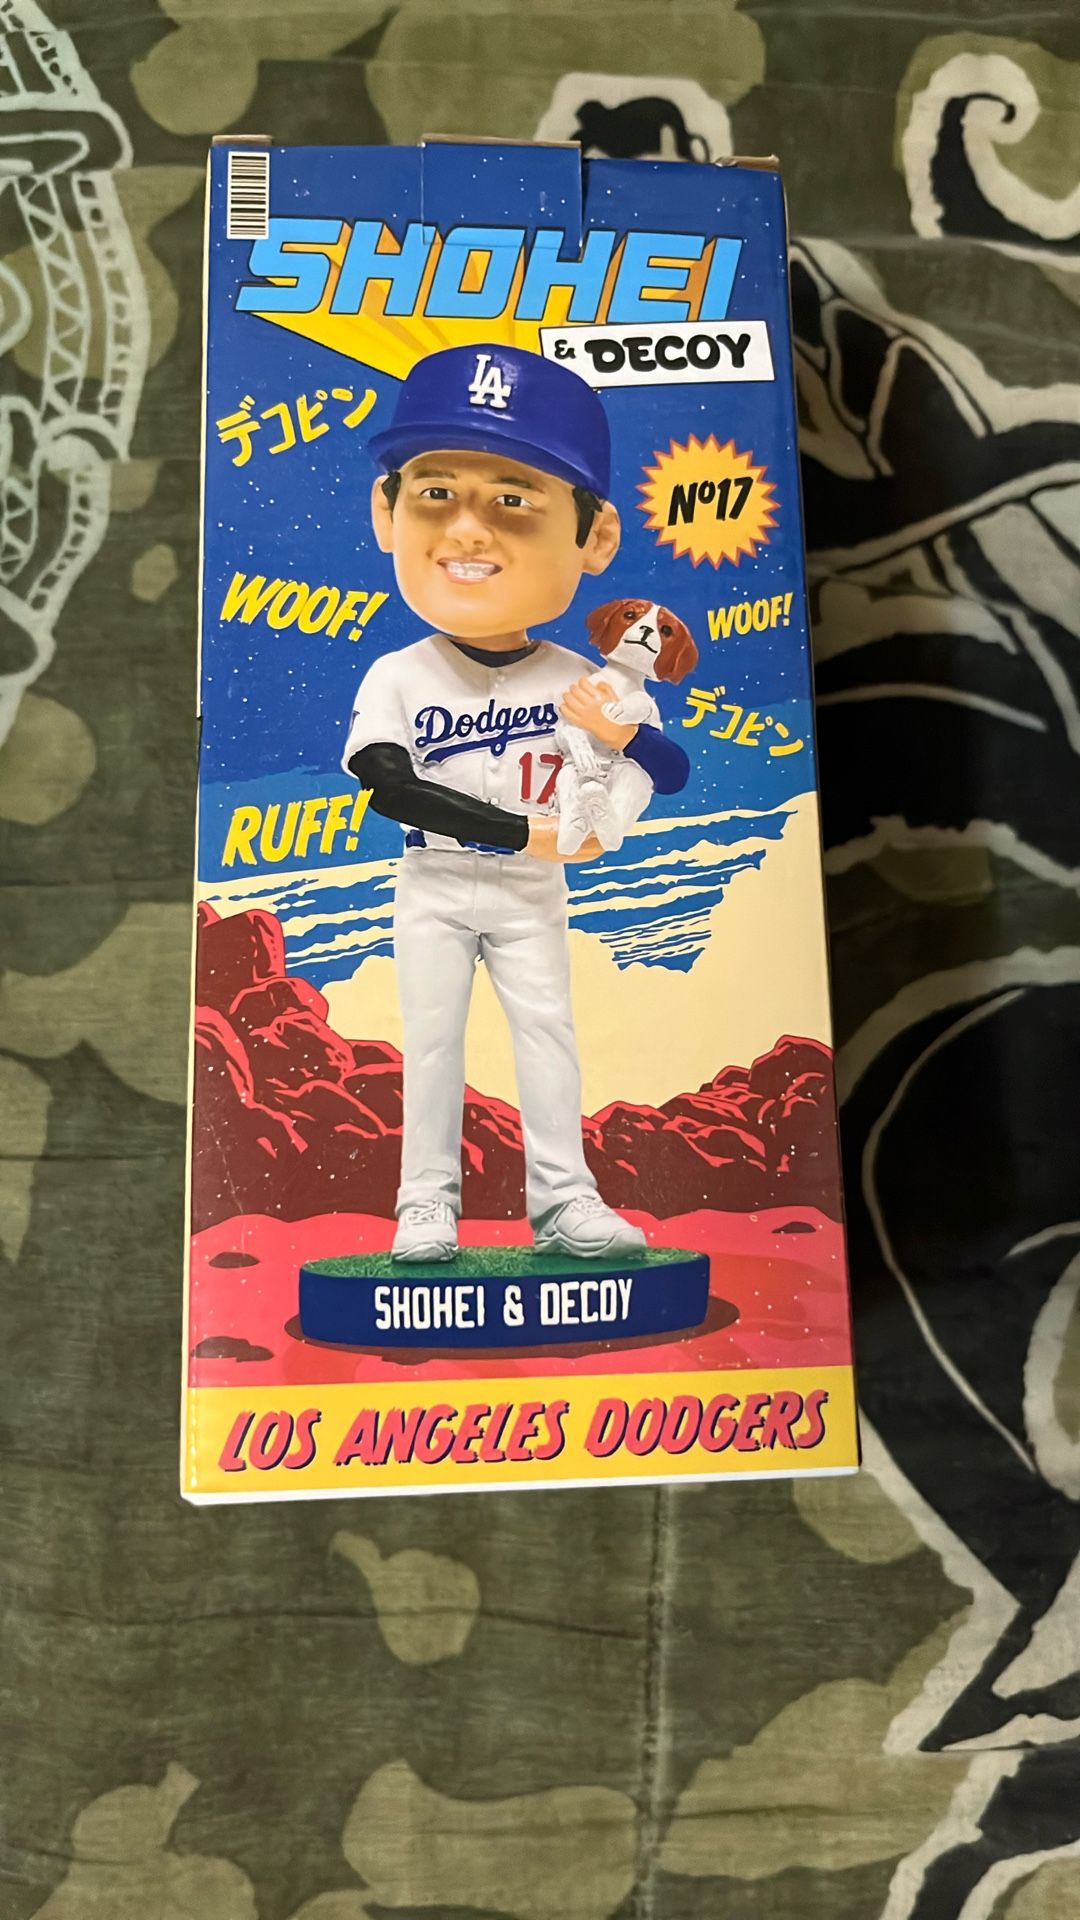 SHOHEI
& DECOY
LA
デコピン
Nº17
WOOF!
WOOF!
Dodgers
17
デコピン
RUFF!
SHOHEI & DECOY
LOS ANGELES DODGERS